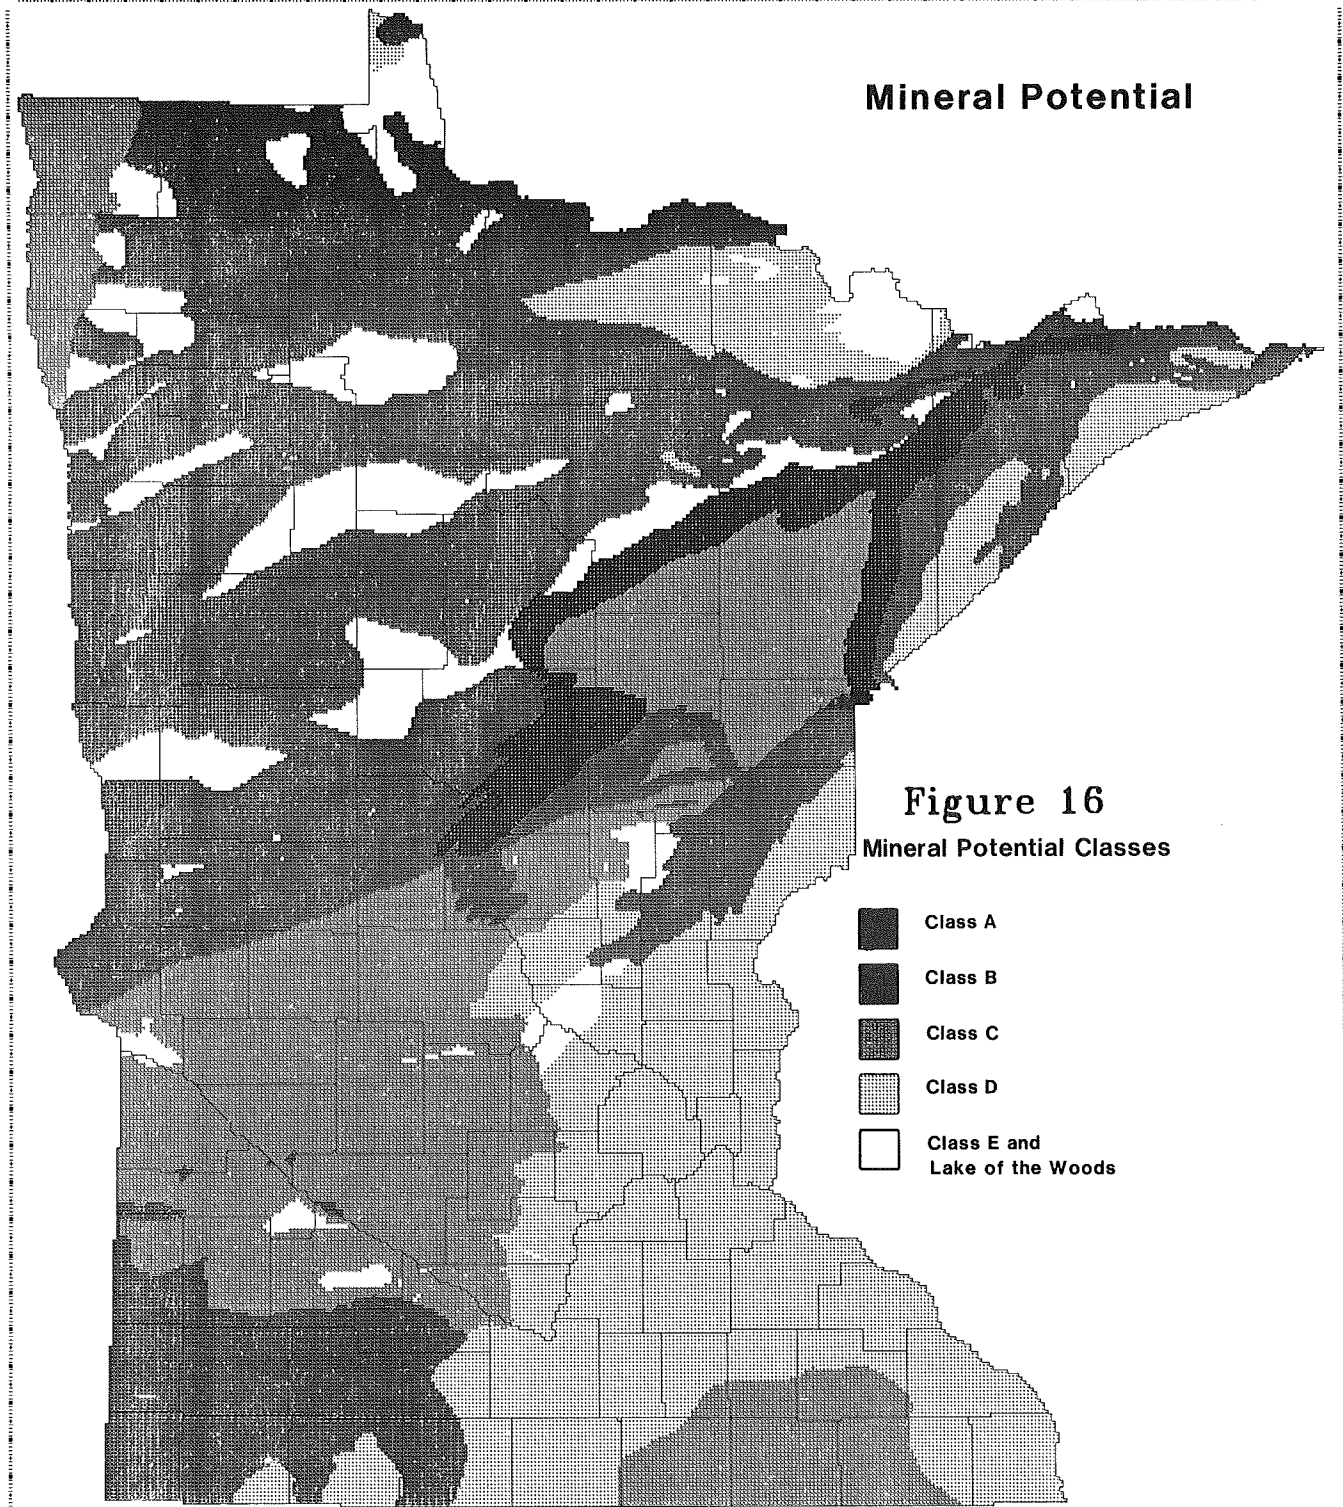 Mineral Potential
Figure 16
Mineral Potential Classes
Class A
Class B
Class C
Class D
Class E and
Lake of the Woods